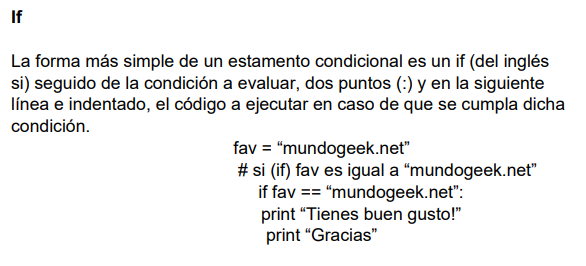 If
La forma más simple de un estamento condicional es un if (del inglés
si) seguido de la condición a evaluar, dos puntos (:) y en la siguiente
línea e indentado, el código a ejecutar en caso de que se cumpla dicha
condición.
fav = “mundogeek.net”
# si (if) fav es igual a “mundogeek.net”
if fav == “mundogeek.net”:
print “Tienes buen gusto!”
print “Gracias”